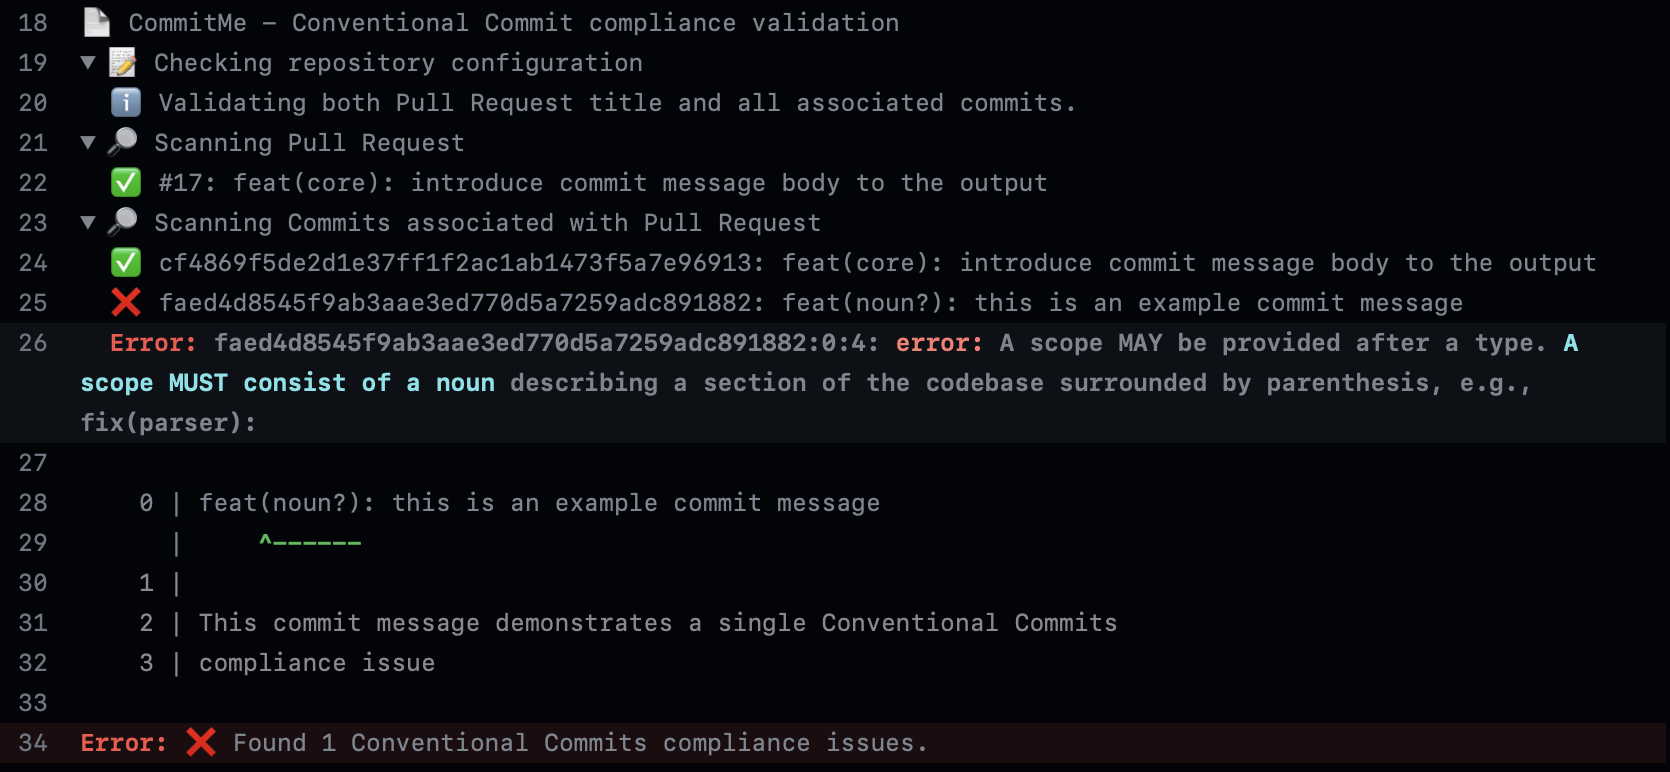 18 📄 CommitMe – Conventional Commit compliance validation
19 ▼ 📝 Checking repository configuration
20 ℹ️ Validating both Pull Request title and all associated commits.
21 ▼ 🔎 Scanning Pull Request
22 ✅ #17: feat(core): introduce commit message body to the output
23 ▼ 🔎 Scanning Commits associated with Pull Request
24 ✅ cf4869f5de2d1e37ff1f2ac1ab1473f5a7e96913: feat(core): introduce commit message body to the output
25 ❌ faed4d8545f9ab3aae3ed770d5a7259adc891882: feat(noun?): this is an example commit message
26 Error: faed4d8545f9ab3aae3ed770d5a7259adc891882:0:4: error: A scope MAY be provided after a type. A
scope MUST consist of a noun describing a section of the codebase surrounded by parenthesis, e.g.,
fix(parser):
27
28 0 | feat(noun?): this is an example commit message
29 | ^------
30 1 |
31 2 | This commit message demonstrates a single Conventional Commits
32 3 | compliance issue
33
34 Error: ❌ Found 1 Conventional Commits compliance issues.